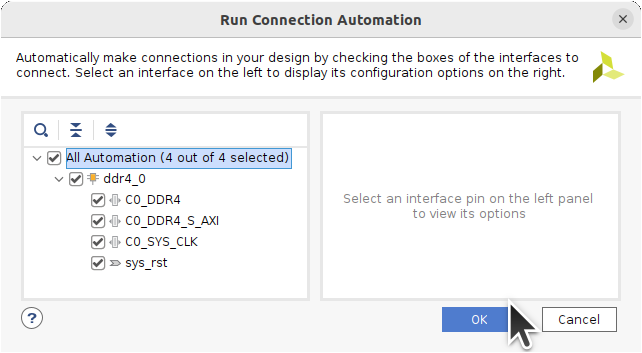 Run Connection Automation
Automatically make connections in your design by checking the boxes of the interfaces to
connect. Select an interface on the left to display its configuration options on the right.
All Automation (4 out of 4 selected)
ddr4_0
C0_DDR4
C0_DDR4_S_AXI
C0_SYS_CLK
sys_rst
Select an interface pin on the left panel
to view its options
?
OK
Cancel